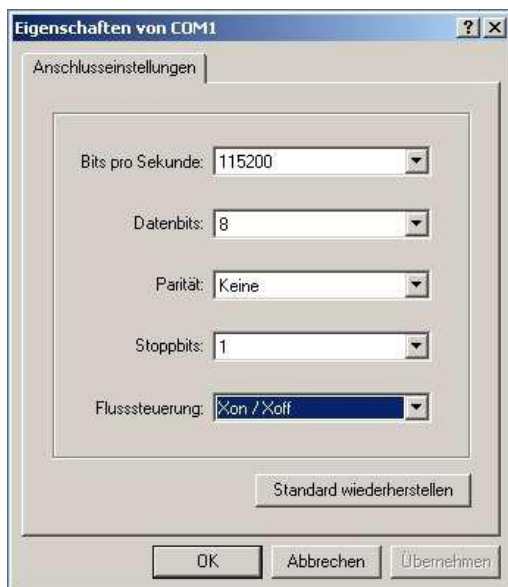 Eigenschaften von COM1
Anschlusseinstellungen
Bits pro Sekunde: 115200
Datenbits: 8
Parität: Keine
Stoppbits: 1
Flusssteuerung: Xon / Xoff
Standard wiederherstellen
OK Abbrechen Übernehmen